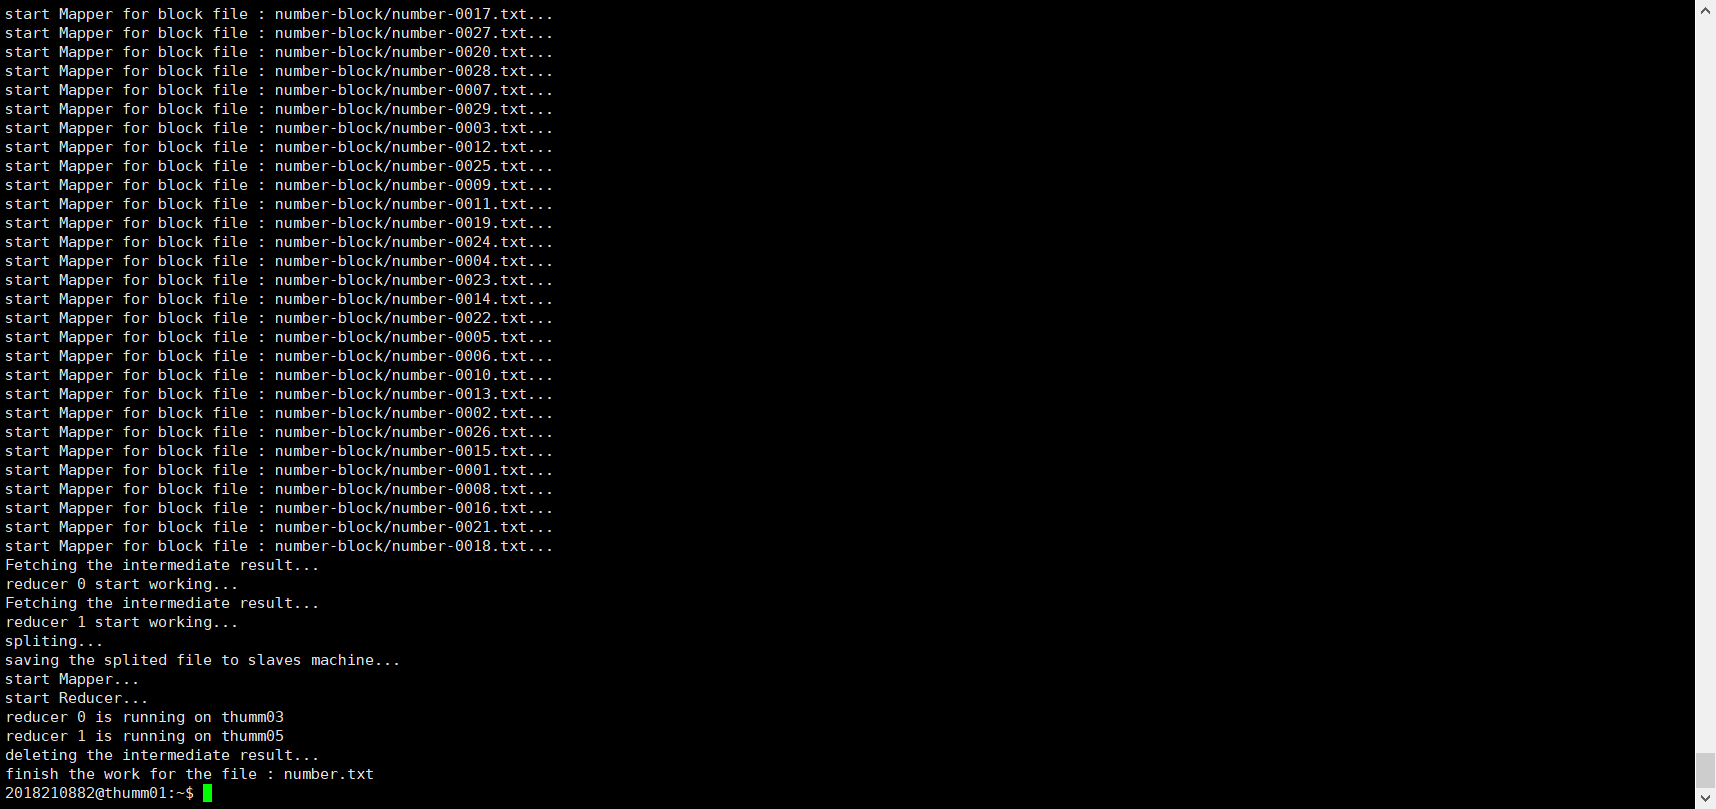 start Mapper for block file : number-block/number-0017.txt...
start Mapper for block file : number-block/number-0027.txt...
start Mapper for block file : number-block/number-0020.txt...
start Mapper for block file : number-block/number-0028.txt...
start Mapper for block file : number-block/number-0007.txt...
start Mapper for block file : number-block/number-0029.txt...
start Mapper for block file : number-block/number-0003.txt...
start Mapper for block file : number-block/number-0012.txt...
start Mapper for block file : number-block/number-0025.txt...
start Mapper for block file : number-block/number-0009.txt...
start Mapper for block file : number-block/number-0011.txt...
start Mapper for block file : number-block/number-0019.txt...
start Mapper for block file : number-block/number-0024.txt...
start Mapper for block file : number-block/number-0004.txt...
start Mapper for block file : number-block/number-0023.txt...
start Mapper for block file : number-block/number-0014.txt...
start Mapper for block file : number-block/number-0022.txt...
start Mapper for block file : number-block/number-0005.txt...
start Mapper for block file : number-block/number-0006.txt...
start Mapper for block file : number-block/number-0010.txt...
start Mapper for block file : number-block/number-0013.txt...
start Mapper for block file : number-block/number-0002.txt...
start Mapper for block file : number-block/number-0026.txt...
start Mapper for block file : number-block/number-0015.txt...
start Mapper for block file : number-block/number-0001.txt...
start Mapper for block file : number-block/number-0008.txt...
start Mapper for block file : number-block/number-0016.txt...
start Mapper for block file : number-block/number-0021.txt...
start Mapper for block file : number-block/number-0018.txt...
Fetching the intermediate result...
reducer 0 start working...
Fetching the intermediate result...
reducer 1 start working...
spliting...
saving the splited file to slaves machine...
start Mapper...
start Reducer...
reducer 0 is running on thumm03
reducer 1 is running on thumm05
deleting the intermediate result...
finish the work for the file : number.txt
2018210882@thumm01:~$